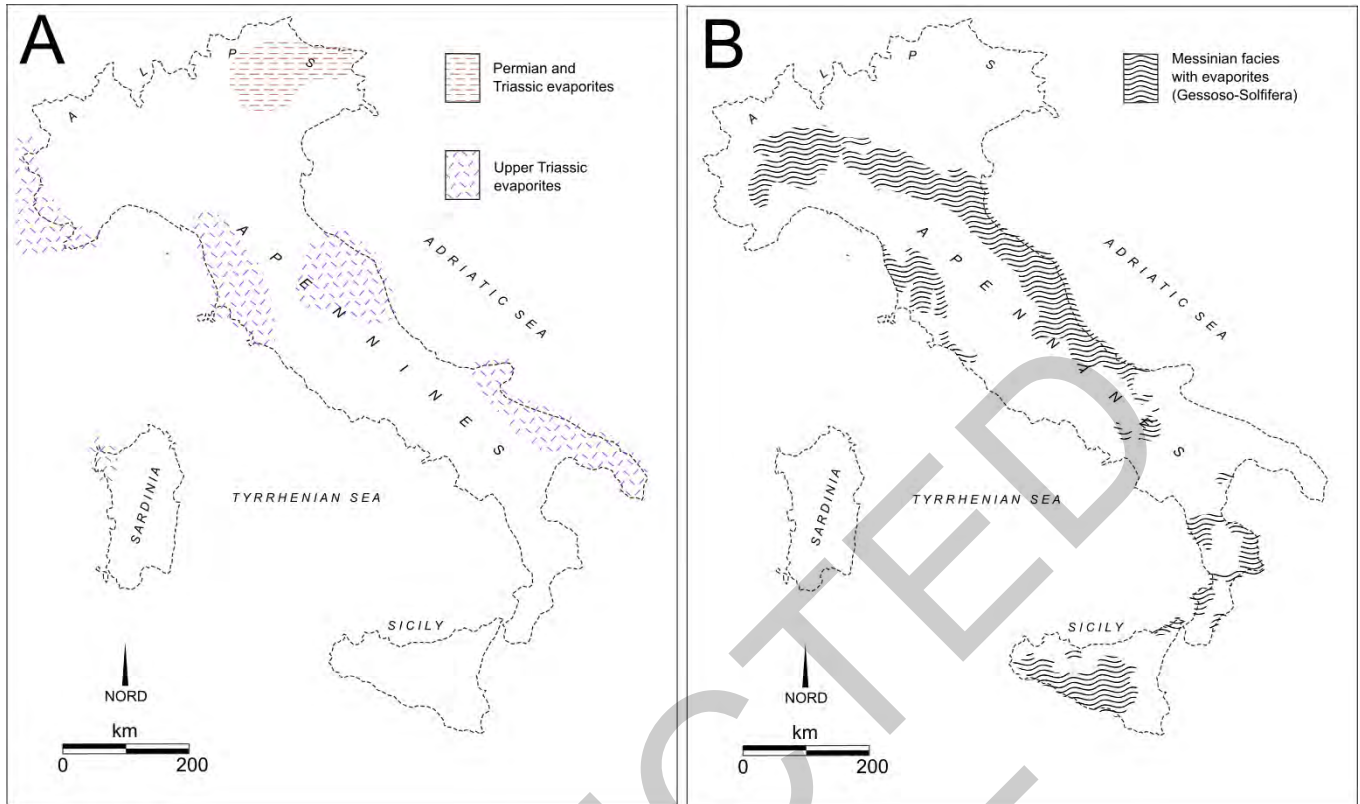 A
A L P S
Permian and
Triassic evaporites
Upper Triassic
evaporites
A P E N N I N E S
ADRIATIC SEA
SARDINIA
TYRRHENIAN SEA
SICILY
NORD
km
0 200
B
A L P S
Messinian facies
with evaporites
(Gessoso-Solfifera)
A P E N N I N E S
ADRIATIC SEA
SARDINIA
TYRRHENIAN SEA
SICILY
NORD
km
0 200
CTED